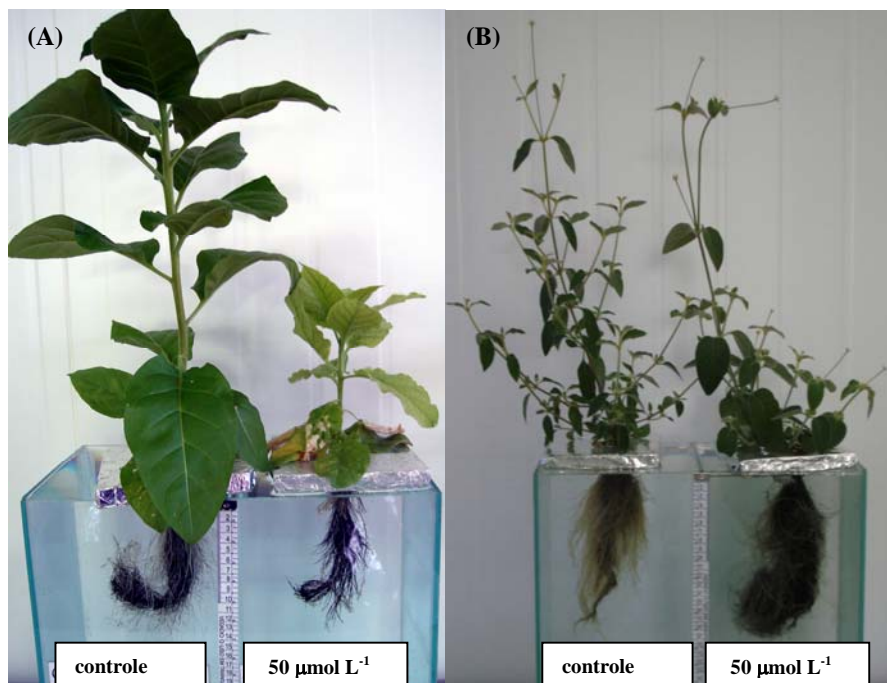 (A)
(B)
controle
50 μmol L⁻¹
controle
50 μmol L⁻¹